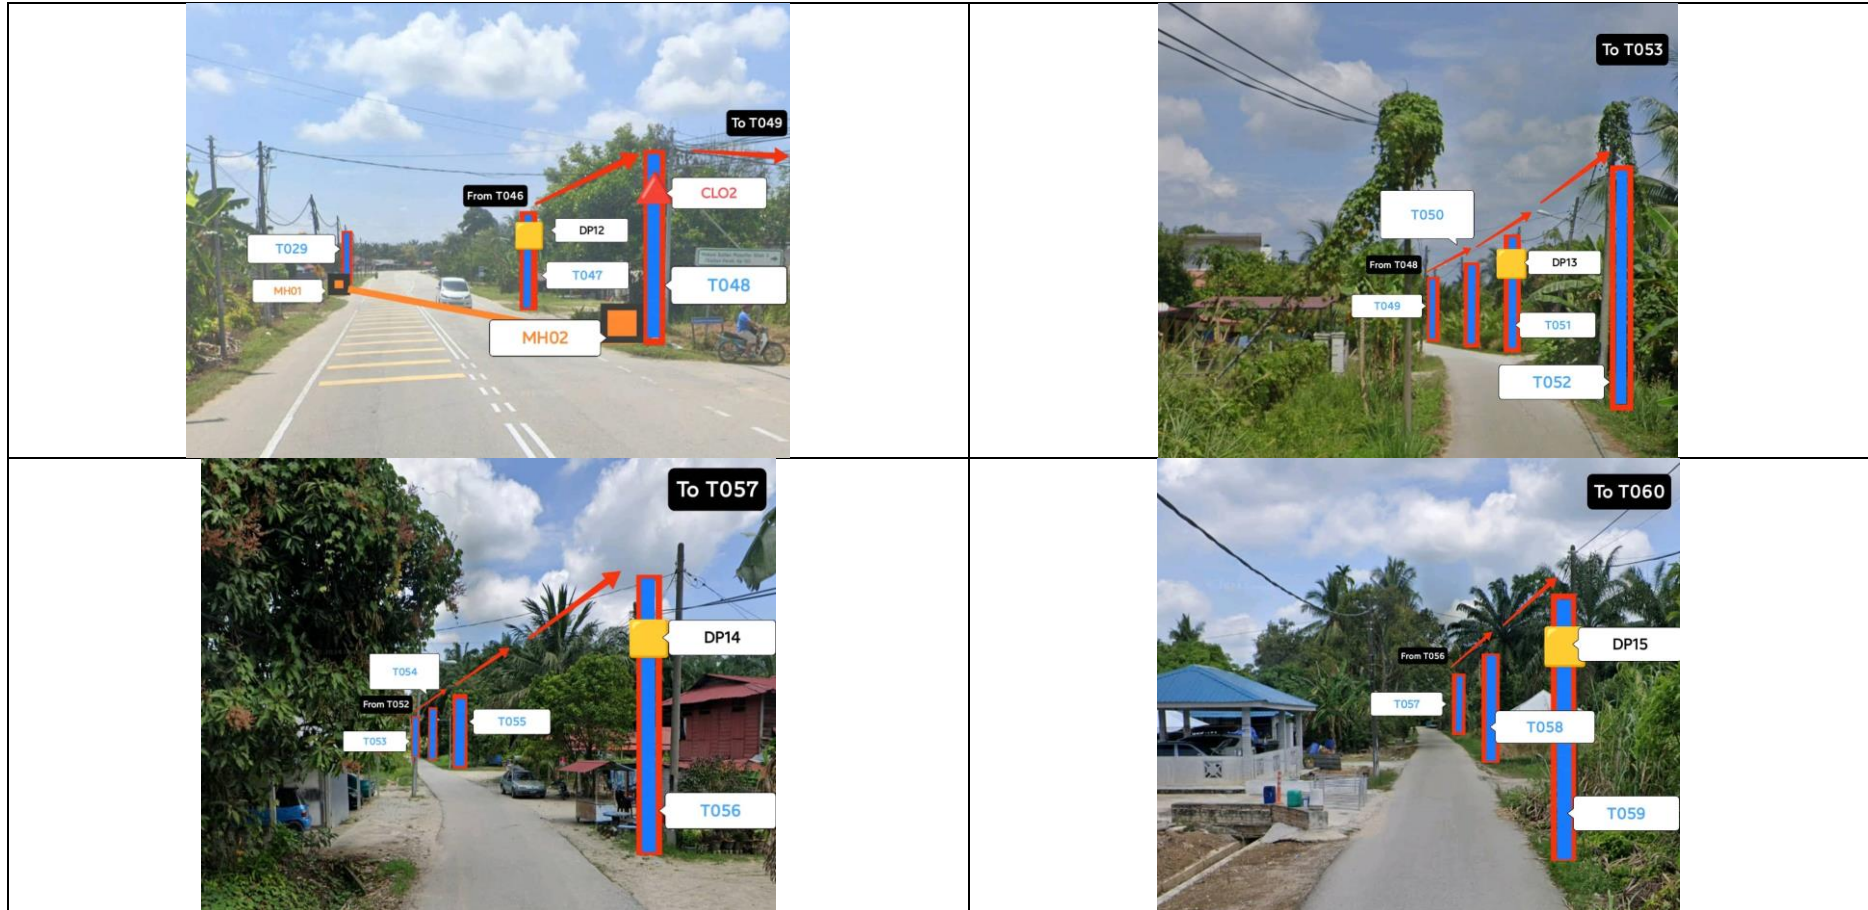 To T049
From T046
CLO2
DP12
T029
T047
T048
MH01
MH02
To T053
T050
From T048
DP13
T049
T051
T052
To T057
DP14
T054
From T052
T055
T053
T056
To T060
DP15
From T056
T057
T058
T059